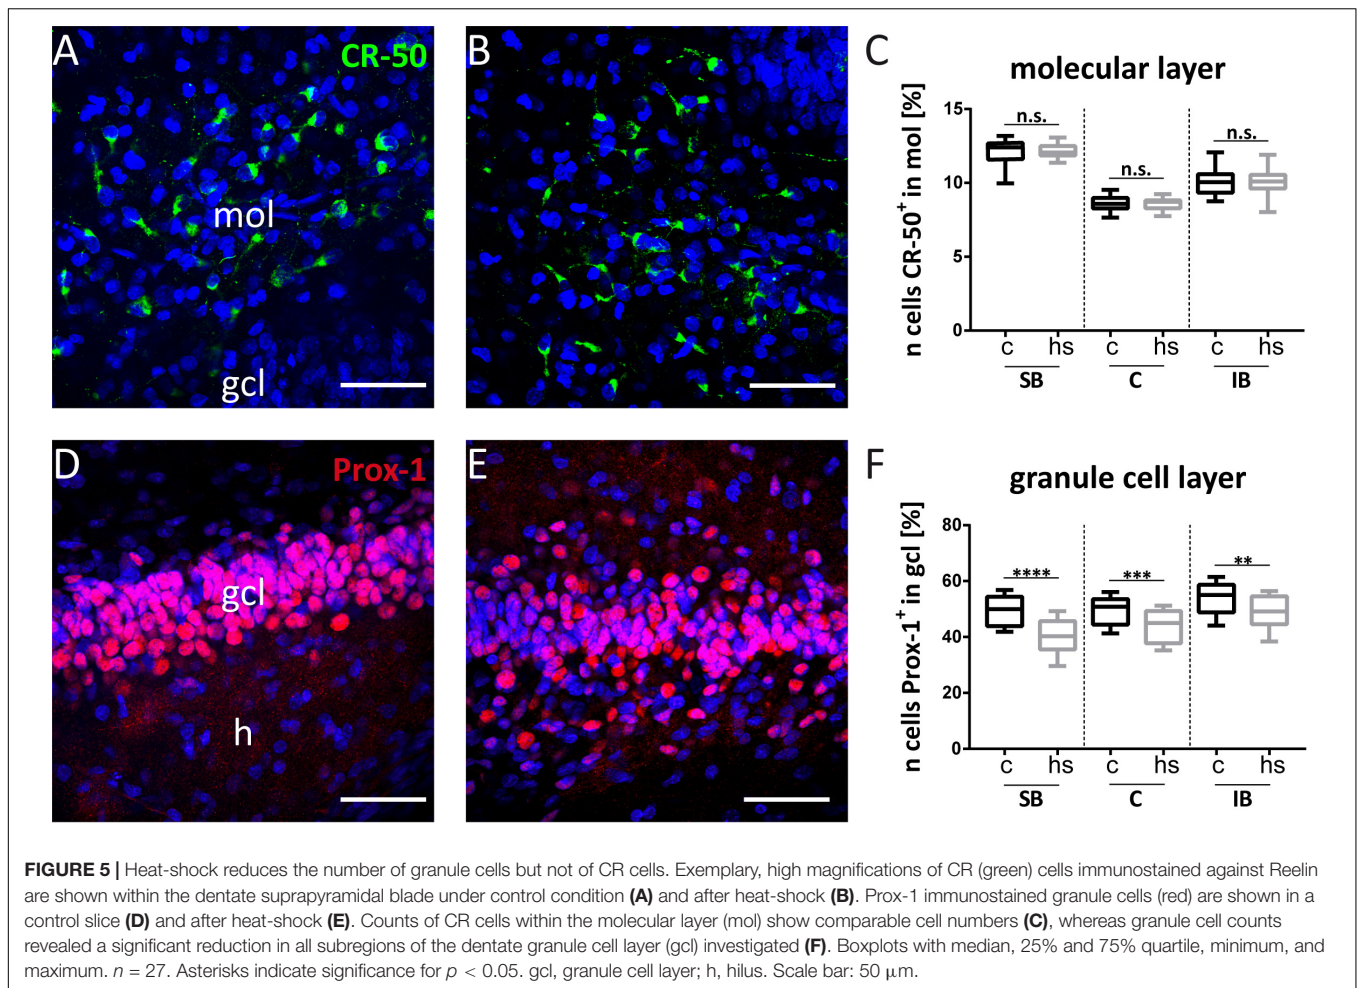 A
CR-50
mol
gcl
B
C
molecular layer
n cells CR-50⁺ in mol [%]
15
10
5
0
n.s.
n.s.
n.s.
c hs c hs c hs
SB C IB
D
Prox-1
gcl
h
E
F
granule cell layer
n cells Prox-1⁺ in gcl [%]
80
60
40
20
0
****
***
**
c hs c hs c hs
SB C IB
FIGURE 5 | Heat-shock reduces the number of granule cells but not of CR cells. Exemplary, high magnifications of CR (green) cells immunostained against Reelin
are shown within the dentate suprapyramidal blade under control condition (A) and after heat-shock (B). Prox-1 immunostained granule cells (red) are shown in a
control slice (D) and after heat-shock (E). Counts of CR cells within the molecular layer (mol) show comparable cell numbers (C), whereas granule cell counts
revealed a significant reduction in all subregions of the dentate granule cell layer (gcl) investigated (F). Boxplots with median, 25% and 75% quartile, minimum, and
maximum. n = 27. Asterisks indicate significance for p < 0.05. gcl, granule cell layer; h, hilus. Scale bar: 50 μm.